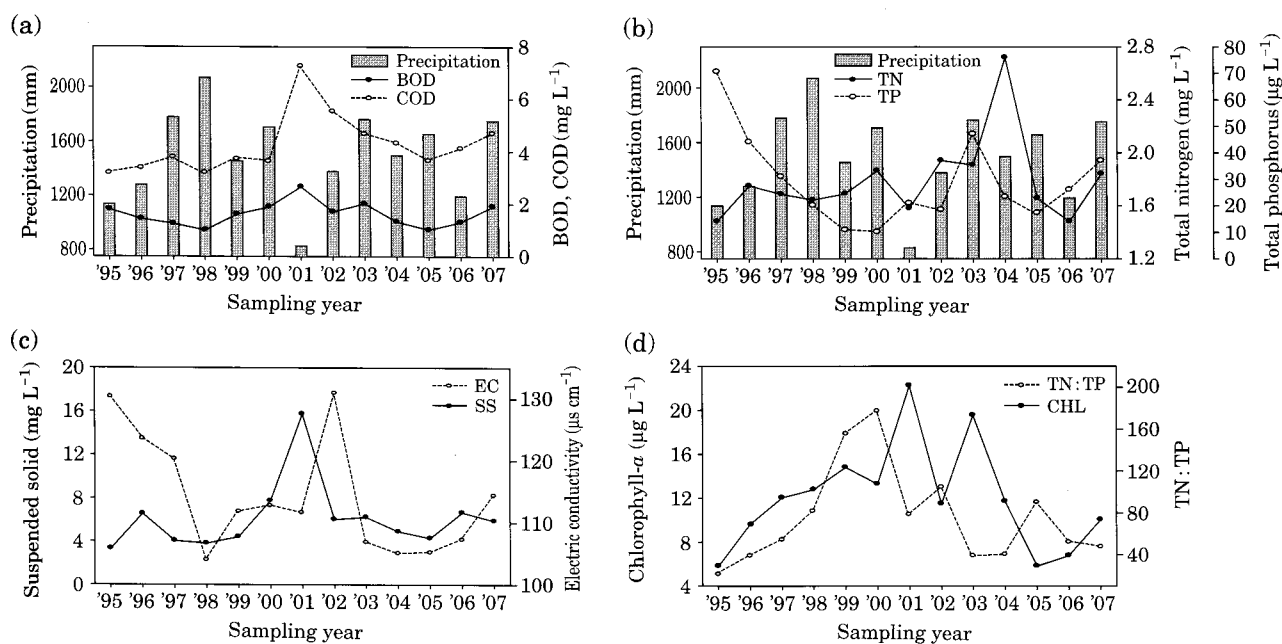 (a)
Precipitation (mm)
2000
1600
1200
800
Precipitation
BOD
COD
8
6
4
2
0
BOD, COD (mg L⁻¹)
'95 '96 '97 '98 '99 '00 '01 '02 '03 '04 '05 '06 '07
Sampling year
(b)
Precipitation (mm)
2000
1600
1200
800
Precipitation
TN
TP
2.8
2.4
2.0
1.6
1.2
Total nitrogen (mg L⁻¹)
80
70
60
50
40
30
20
10
0
Total phosphorus (μg L⁻¹)
'95 '96 '97 '98 '99 '00 '01 '02 '03 '04 '05 '06 '07
Sampling year
(c)
Suspended solid (mg L⁻¹)
20
16
12
8
4
0
EC
SS
130
120
110
100
Electric conductivity (μs cm⁻¹)
'95 '96 '97 '98 '99 '00 '01 '02 '03 '04 '05 '06 '07
Sampling year
(d)
Chlorophyll-a (μg L⁻¹)
24
20
16
12
8
4
TN : TP
CHL
200
160
120
80
40
TN : TP
'95 '96 '97 '98 '99 '00 '01 '02 '03 '04 '05 '06 '07
Sampling year